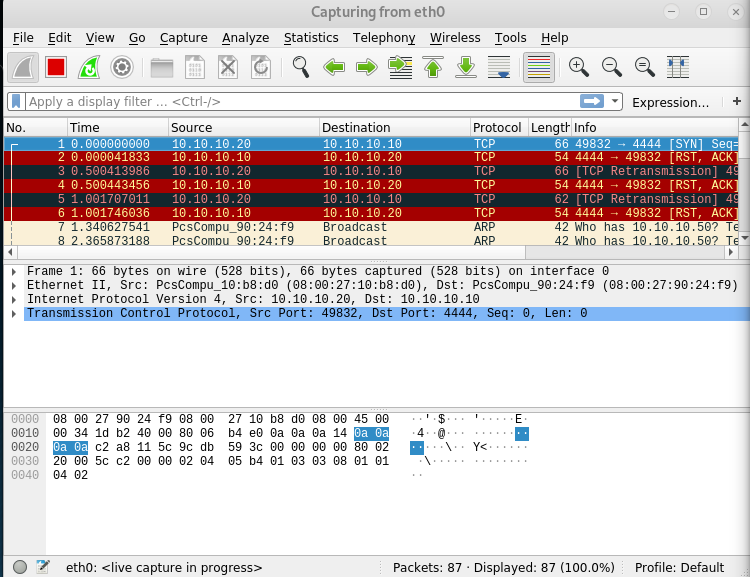 Capturing from eth0
File Edit View Go Capture Analyze Statistics Telephony Wireless Tools Help
Apply a display filter ... <Ctrl-/> Expression... +
No. Time Source Destination Protocol Length Info
1 0.000000000 10.10.10.20 10.10.10.10 TCP 66 49832 → 4444 [SYN] Seq=
2 0.000041833 10.10.10.10 10.10.10.20 TCP 54 4444 → 49832 [RST, ACK]
3 0.500413986 10.10.10.20 10.10.10.10 TCP 66 [TCP Retransmission] 49
4 0.500443456 10.10.10.10 10.10.10.20 TCP 54 4444 → 49832 [RST, ACK]
5 1.001707011 10.10.10.20 10.10.10.10 TCP 62 [TCP Retransmission] 49
6 1.001746036 10.10.10.10 10.10.10.20 TCP 54 4444 → 49832 [RST, ACK]
7 1.340627541 PcsCompu_90:24:f9 Broadcast ARP 42 Who has 10.10.10.50? Te
8 2.365873188 PcsCompu_90:24:f9 Broadcast ARP 42 Who has 10.10.10.50? Te
Frame 1: 66 bytes on wire (528 bits), 66 bytes captured (528 bits) on interface 0
Ethernet II, Src: PcsCompu_10:b8:d0 (08:00:27:10:b8:d0), Dst: PcsCompu_90:24:f9 (08:00:27:90:24:f9)
Internet Protocol Version 4, Src: 10.10.10.20, Dst: 10.10.10.10
Transmission Control Protocol, Src Port: 49832, Dst Port: 4444, Seq: 0, Len: 0
0000 08 00 27 90 24 f9 08 00 27 10 b8 d0 08 00 45 00 ··'·$··· '·····E·
0010 00 34 1d b2 40 00 80 06 b4 e0 0a 0a 0a 14 0a 0a ·4··@··· ········
0020 0a 0a c2 a8 11 5c 9c db 59 3c 00 00 00 00 80 02 ·····\·· Y<······
0030 20 00 5c c2 00 00 02 04 05 b4 01 03 03 08 01 01 ·\····· ········
0040 04 02 ··
eth0: <live capture in progress> Packets: 87 · Displayed: 87 (100.0%) Profile: Default